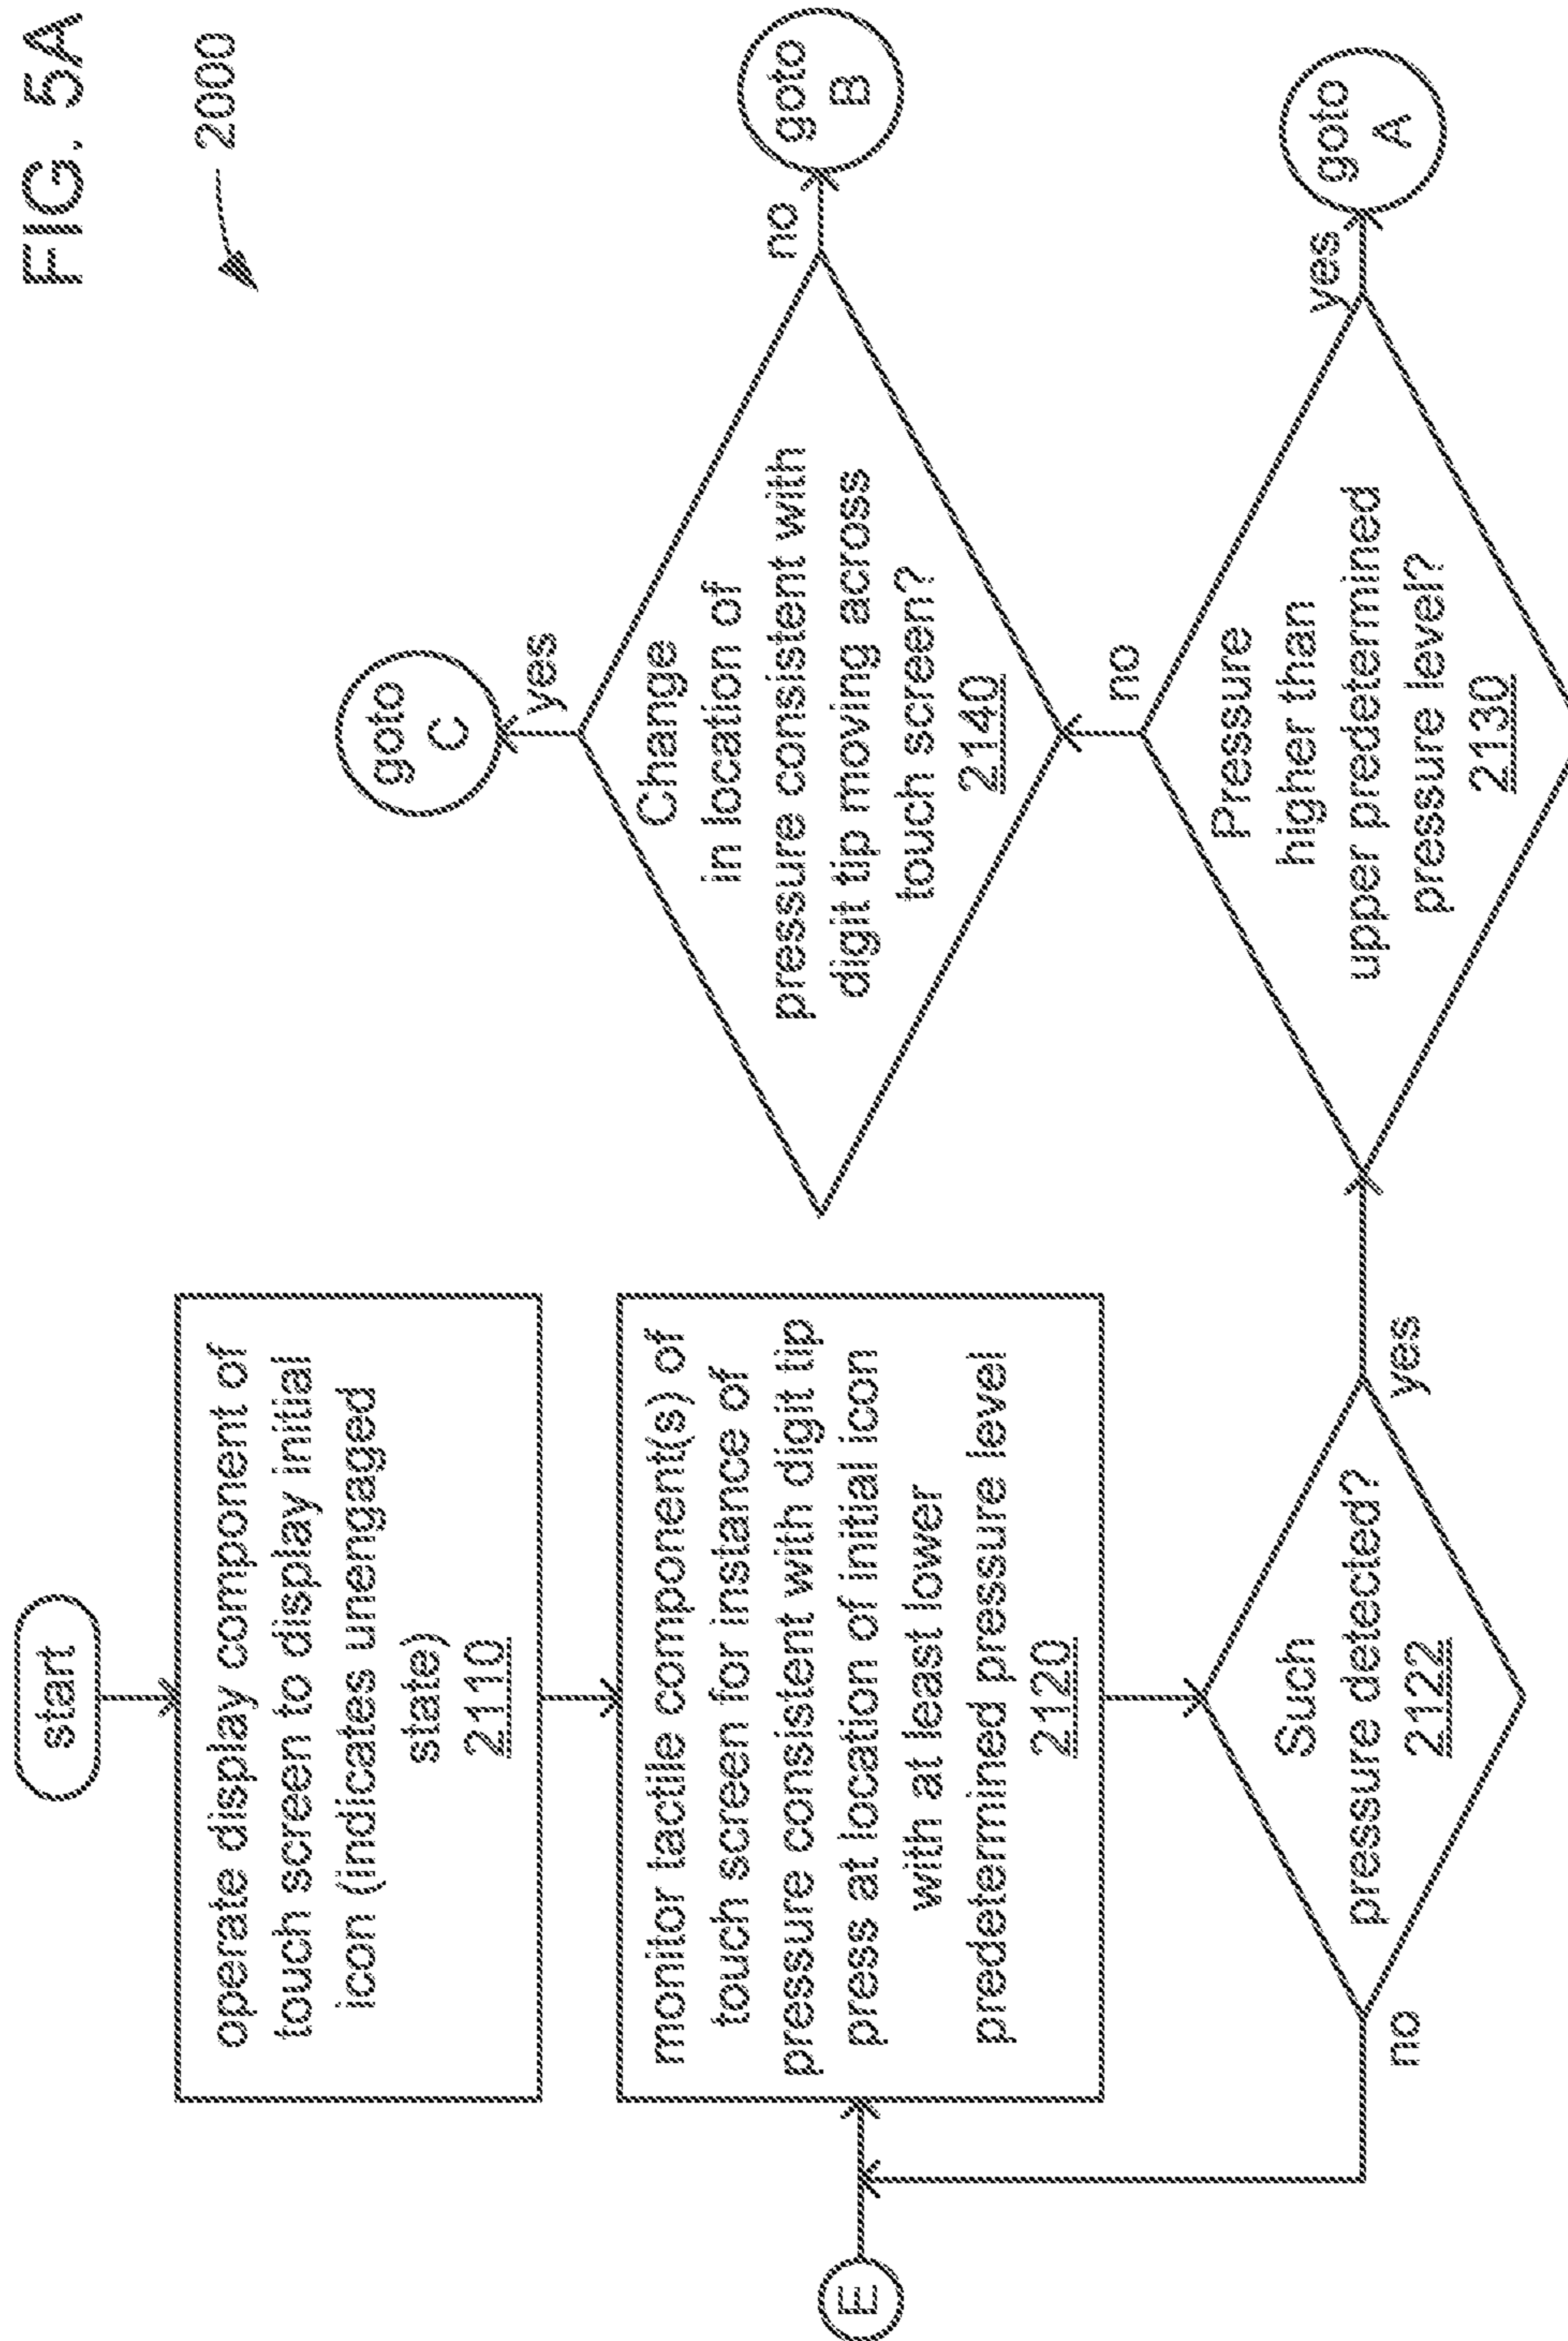 FIG. 5A
2000
start
operate display component of
touch screen to display initial
icon (indicates unengaged
state)
2110
E
monitor tactile component(s) of
touch screen for instance of
pressure consistent with digit tip
press at location of initial icon
with at least lower
predetermined pressure level
2120
Such
pressure detected?
2122
no
yes
Pressure
higher than
upper predetermined
pressure level?
2130
yes
goto
A
no
Change
in location of
pressure consistent with
digit tip moving across
touch screen?
2140
yes
goto
C
no
goto
B